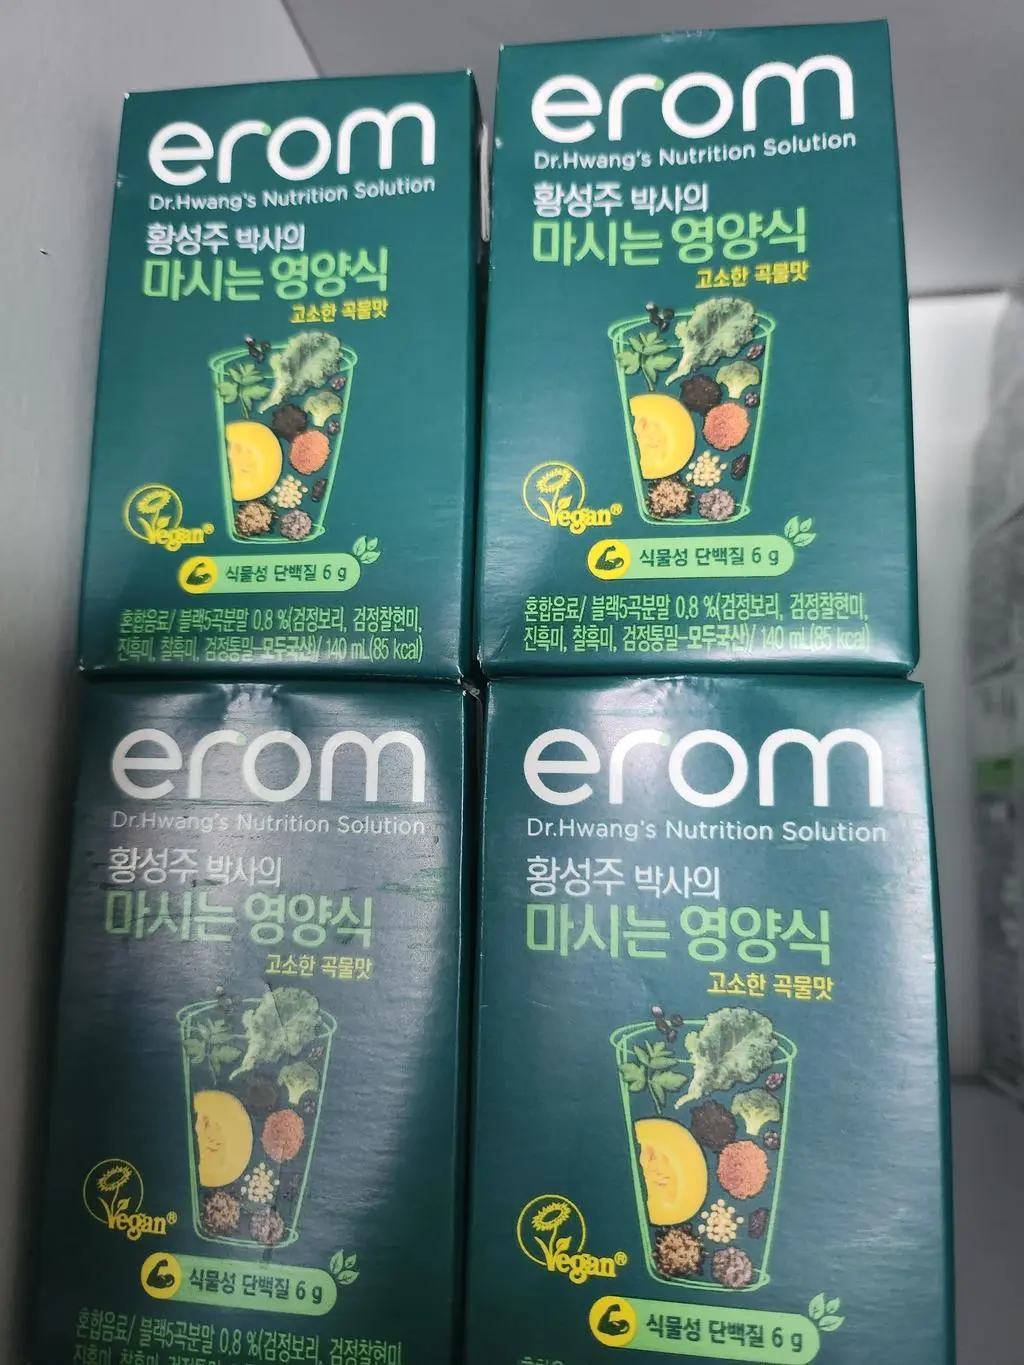 erom
Dr.Hwang's Nutrition Solution
황성주 박사의
마시는 영양식
고소한 곡물맛
Vegan®
식물성 단백질 6 g
혼합음료/ 블랙5곡분말 0.8 %(검정보리, 검정찰현미,
진흑미, 찰흑미, 검정통밀-모두국산)/ 140 mL(85 kcal)
erom
Dr.Hwang's Nutrition Solution
황성주 박사의
마시는 영양식
고소한 곡물맛
Vegan®
식물성 단백질 6 g
혼합음료/ 블랙5곡분말 0.8 %(검정보리, 검정찰현미,
진흑미, 찰흑미, 검정통밀-모두국산)/ 140 mL(85 kcal)
erom
Dr.Hwang's Nutrition Solution
황성주 박사의
마시는 영양식
고소한 곡물맛
Vegan®
식물성 단백질 6 g
혼합음료/ 블랙5곡분말 0.8 %(검정보리, 검정찰현미,
erom
Dr.Hwang's Nutrition Solution
황성주 박사의
마시는 영양식
고소한 곡물맛
Vegan®
식물성 단백질 6 g